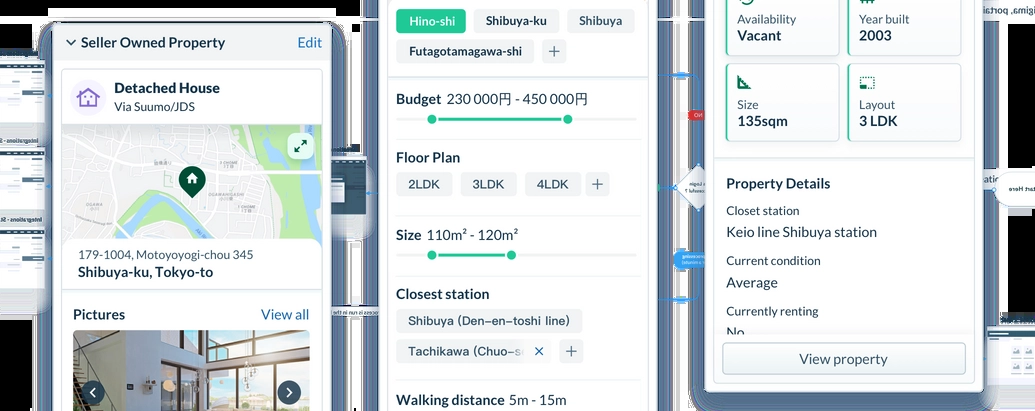 Seller Owned Property
Edit
Detached House
Via Suumo/JDS
179-1004, Motoyoyogi-chou 345
Shibuya-ku, Tokyo-to
Pictures
View all
Hino-shi
Shibuya-ku
Shibuya
Futagotamagawa-shi
Budget 230 000円 - 450 000円
Floor Plan
2LDK
3LDK
4LDK
Size 110m² - 120m²
Closest station
Shibuya (Den-en-toshi line)
Tachikawa (Chuo-s
Walking distance 5m - 15m
Availability
Vacant
Year built
2003
Size
135sqm
Layout
3 LDK
Property Details
Closet station
Keio line Shibuya station
Current condition
Average
Currently renting
No
View property